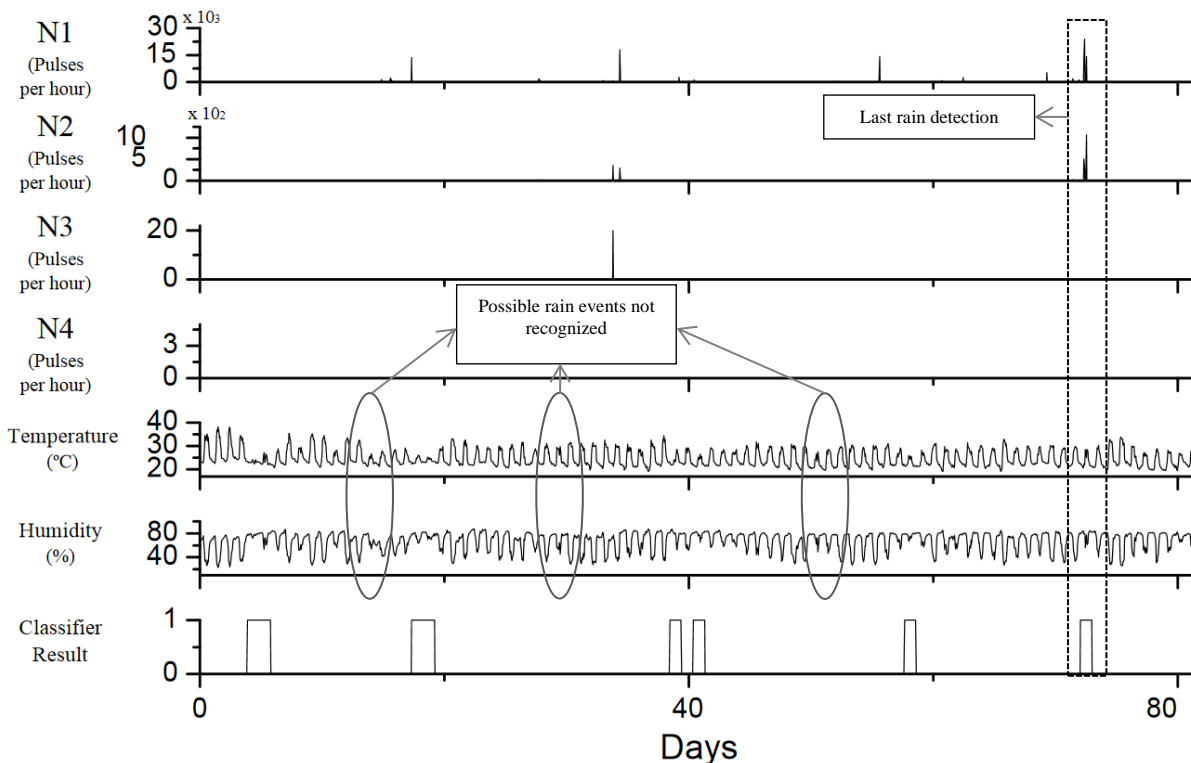 N1
(Pulses
per hour)
30
15
0
x 10³
N2
(Pulses
per hour)
10
5
0
x 10²
Last rain detection
N3
(Pulses
per hour)
20
0
Possible rain events not
recognized
N4
(Pulses
per hour)
3
0
Temperature
(ºC)
40
30
20
Humidity
(%)
80
40
Classifier
Result
1
0
0
40
80
Days